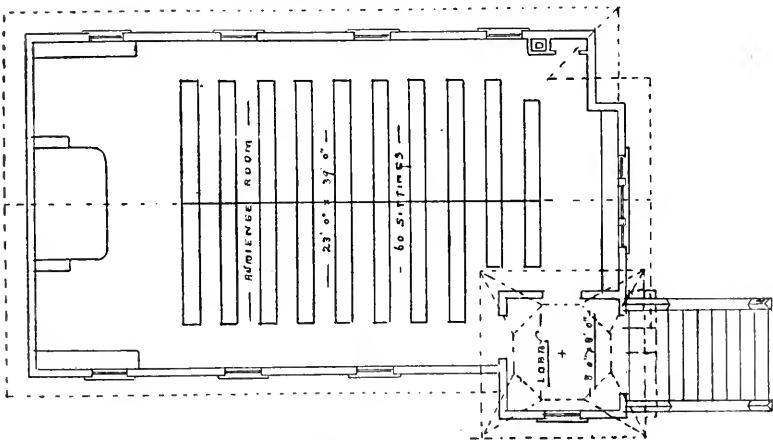 AUDIENCE ROOM
23' 0" x 39' 0"
- 60 SITTINGS -
LOBBY
8' 0" x 8' 0"